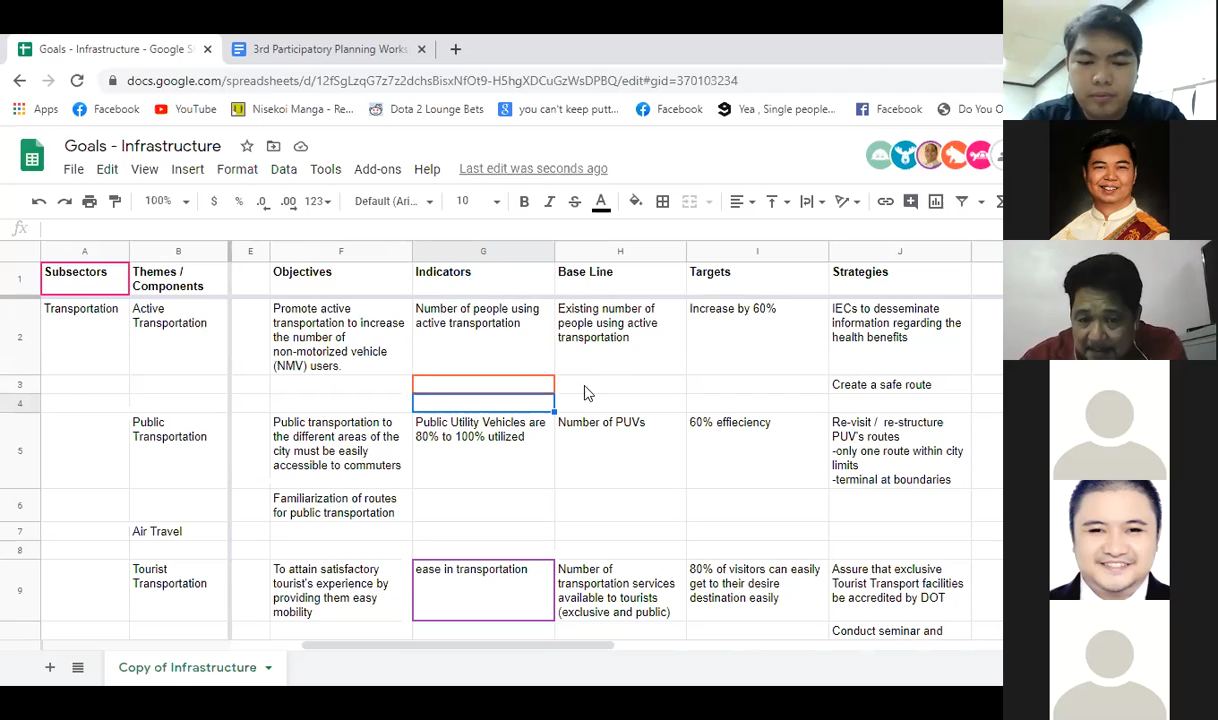 Goals - Infrastructure - Google S
3rd Participatory Planning Works
docs.google.com/spreadsheets/d/12fSgLzqG7z7z2dchsBisxNfOt9-H5hgXDCuGzWsDPBQ/edit#gid=370103234
Apps
Facebook
YouTube
Nisekoi Manga - Re...
Dota 2 Lounge Bets
you can't keep putt...
Facebook
Yea , Single people...
Facebook
Do You O
Goals - Infrastructure
File Edit View Insert Format Data Tools Add-ons Help Last edit was seconds ago
100% $ % .0 .00 123 Default (Ari... 10 B I S A
fx
A B E F G H I J
1
Subsectors
Themes /
Components
Objectives
Indicators
Base Line
Targets
Strategies
2
Transportation
Active
Transportation
Promote active
transportation to increase
the number of
non-motorized vehicle
(NMV) users.
Number of people using
active transportation
Existing number of
people using active
transportation
Increase by 60%
IECs to desseminate
information regarding the
health benefits
3
Create a safe route
4
5
Public
Transportation
Public transportation to
the different areas of the
city must be easily
accessible to commuters
Public Utility Vehicles are
80% to 100% utilized
Number of PUVs
60% effieciency
Re-visit / re-structure
PUV's routes
-only one route within city
limits
-terminal at boundaries
6
Familiarization of routes
for public transportation
7
Air Travel
8
9
Tourist
Transportation
To attain satisfactory
tourist's experience by
providing them easy
mobility
ease in transportation
Number of
transportation services
available to tourists
(exclusive and public)
80% of visitors can easily
get to their desire
destination easily
Assure that exclusive
Tourist Transport facilities
be accredited by DOT
Conduct seminar and
Copy of Infrastructure